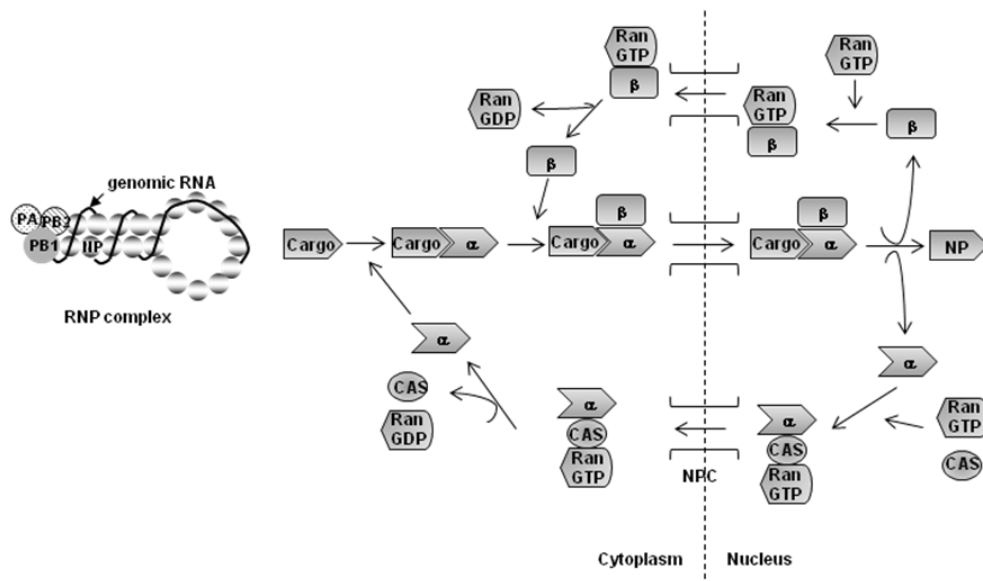 genomic RNA
PA
PB2
PB1
NP
RNP complex
Ran
GTP
β
Ran
GDP
β
Ran
GTP
β
Ran
GTP
β
Cargo
Cargo
α
Cargo
α
β
Cargo
α
β
NP
α
CAS
Ran
GDP
α
CAS
Ran
GTP
NPC
α
CAS
Ran
GTP
α
Ran
GTP
CAS
Cytoplasm
Nucleus